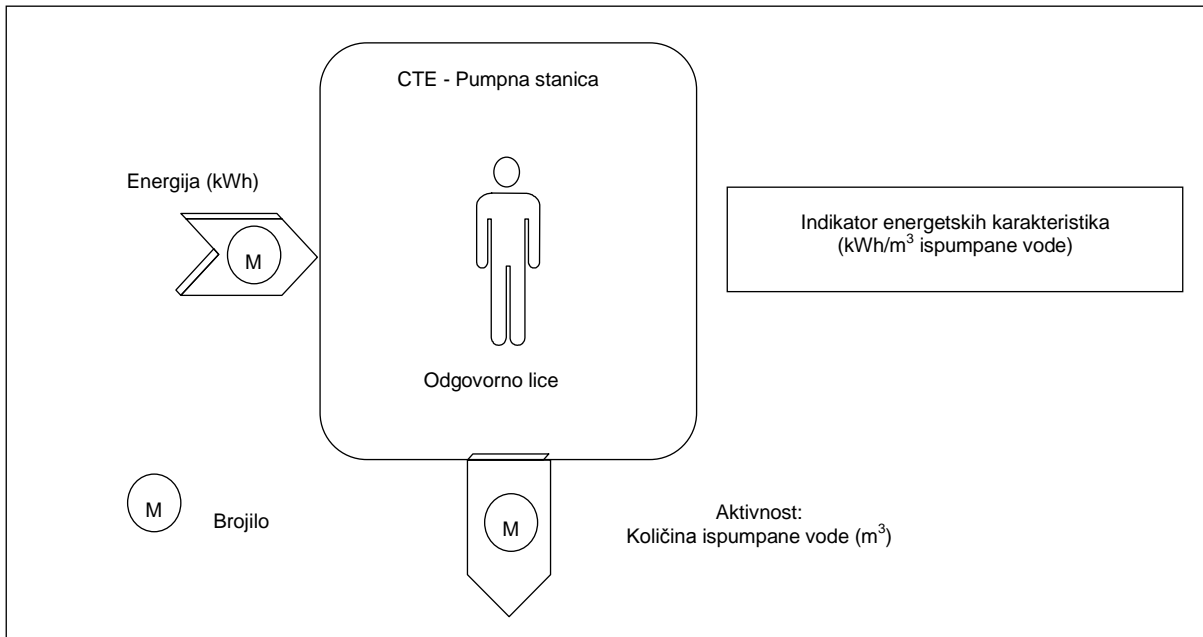 CTE - Pumpna stanica
Energija (kWh)
M
Indikator energetskih karakteristika
(kWh/m³ ispumpane vode)
Odgovorno lice
M
Brojilo
M
Aktivnost:
Količina ispumpane vode (m³)